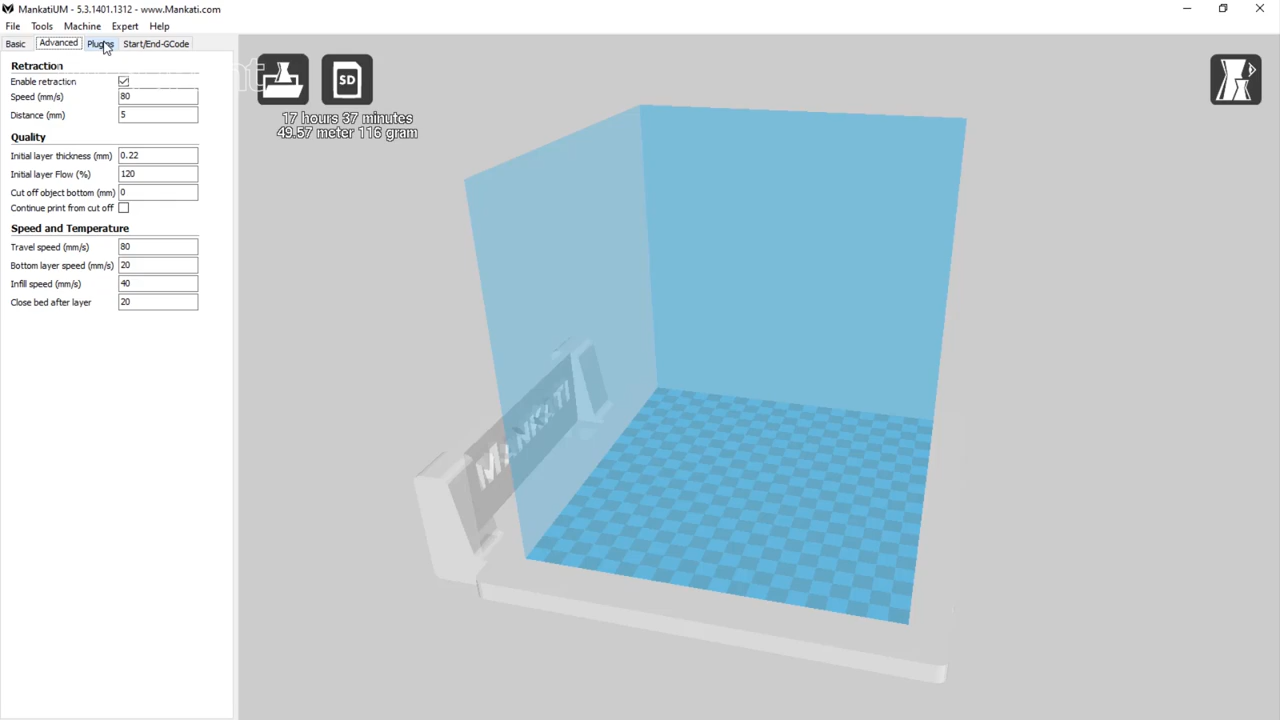 MankatiUM - 5.3.1401.1312 - www.Mankati.com
File Tools Machine Expert Help
Basic Advanced Plugins Start/End-GCode
Retraction
Enable retraction
Speed (mm/s) 80
Distance (mm) 5
Quality
Initial layer thickness (mm) 0.22
Initial layer Flow (%) 120
Cut off object bottom (mm) 0
Continue print from cut off
Speed and Temperature
Travel speed (mm/s) 80
Bottom layer speed (mm/s) 20
Infill speed (mm/s) 40
Close bed after layer 20
SD
17 hours 37 minutes
49.57 meter 116 gram
MANKATI